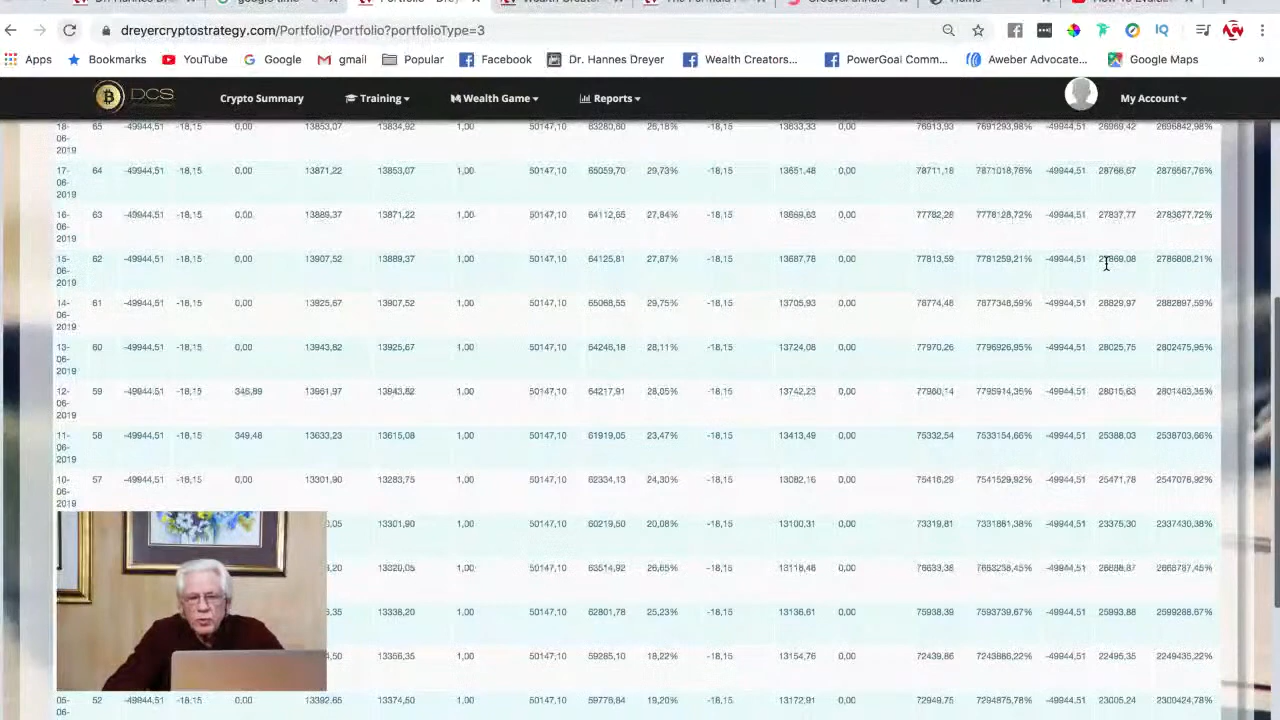 Dr. Hannes D
google time
Portfolio - Dreye
Wealth Creator
The Formula
Home
How To Evalua
dreyercryptostrategy.com/Portfolio/Portfolio?portfolioType=3
Apps Bookmarks YouTube Google gmail Popular Facebook Dr. Hannes Dreyer Wealth Creators... PowerGoal Comm... Aweber Advocate... Google Maps »
DCS Crypto Summary Training Wealth Game Reports My Account
18-06-2019 65 -49944,51 -18,15 0,00 13853,07 13834,92 1,00 50147,10 63280,60 26,18% -18,15 13633,33 0,00 76913,93 7691293,98% -49944,51 26969,42 2696842,98%
17-06-2019 64 -49944,51 -18,15 0,00 13871,22 13853,07 1,00 50147,10 65059,70 29,73% -18,15 13651,48 0,00 78711,18 7871018,76% -49944,51 28766,67 2876567,76%
16-06-2019 63 -49944,51 -18,15 0,00 13889,37 13871,22 1,00 50147,10 64112,65 27,84% -18,15 13669,63 0,00 77782,28 7778128,72% -49944,51 27837,77 2783677,72%
15-06-2019 62 -49944,51 -18,15 0,00 13907,52 13889,37 1,00 50147,10 64125,81 27,87% -18,15 13687,78 0,00 77813,59 7781259,21% -49944,51 27869,08 2786808,21%
14-06-2019 61 -49944,51 -18,15 0,00 13925,67 13907,52 1,00 50147,10 65068,55 29,75% -18,15 13705,93 0,00 78774,48 7877348,59% -49944,51 28829,97 2882897,59%
13-06-2019 60 -49944,51 -18,15 0,00 13943,82 13925,67 1,00 50147,10 64246,18 28,11% -18,15 13724,08 0,00 77970,26 7796926,95% -49944,51 28025,75 2802475,95%
12-06-2019 59 -49944,51 -18,15 346,89 13961,97 13943,82 1,00 50147,10 64217,91 28,05% -18,15 13742,23 0,00 77960,14 7795914,35% -49944,51 28015,63 2801463,35%
11-06-2019 58 -49944,51 -18,15 349,48 13633,23 13615,08 1,00 50147,10 61919,05 23,47% -18,15 13413,49 0,00 75332,54 7533154,66% -49944,51 25388,03 2538703,66%
10-06-2019 57 -49944,51 -18,15 0,00 13301,90 13283,75 1,00 50147,10 62334,13 24,30% -18,15 13082,16 0,00 75416,29 7541529,92% -49944,51 25471,78 2547078,92%
0,05 13301,90 1,00 50147,10 60219,50 20,08% -18,15 13100,31 0,00 73319,81 7331881,38% -49944,51 23375,30 2337430,38%
,20 13320,05 1,00 50147,10 63514,92 26,65% -18,15 13118,46 0,00 76633,38 7663238,45% -49944,51 26688,87 2668787,45%
,35 13338,20 1,00 50147,10 62801,78 25,23% -18,15 13136,61 0,00 75938,39 7593739,67% -49944,51 25993,88 2599288,67%
,50 13356,35 1,00 50147,10 59285,10 18,22% -18,15 13154,76 0,00 72439,86 7243886,22% -49944,51 22495,35 2249435,22%
05-06- 52 -49944,51 -18,15 0,00 13392,65 13374,50 1,00 50147,10 59776,84 19,20% -18,15 13172,91 0,00 72949,75 7294875,78% -49944,51 23005,24 2300424,78%